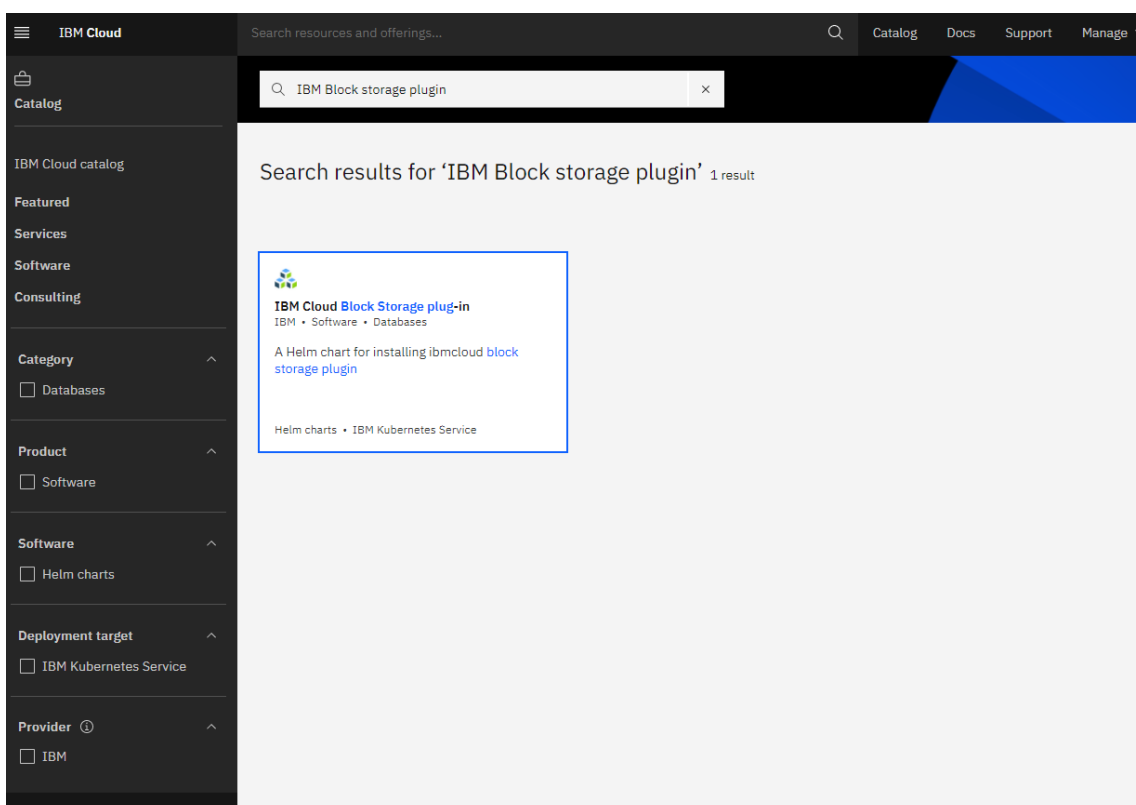 IBM Cloud
Search resources and offerings...
Catalog
Docs
Support
Manage
Catalog
IBM Cloud catalog
Featured
Services
Software
Consulting
Category
Databases
Product
Software
Software
Helm charts
Deployment target
IBM Kubernetes Service
Provider
IBM
IBM Block storage plugin
Search results for ‘IBM Block storage plugin’ 1 result
IBM Cloud Block Storage plug-in
IBM • Software • Databases
A Helm chart for installing ibmcloud block
storage plugin
Helm charts • IBM Kubernetes Service